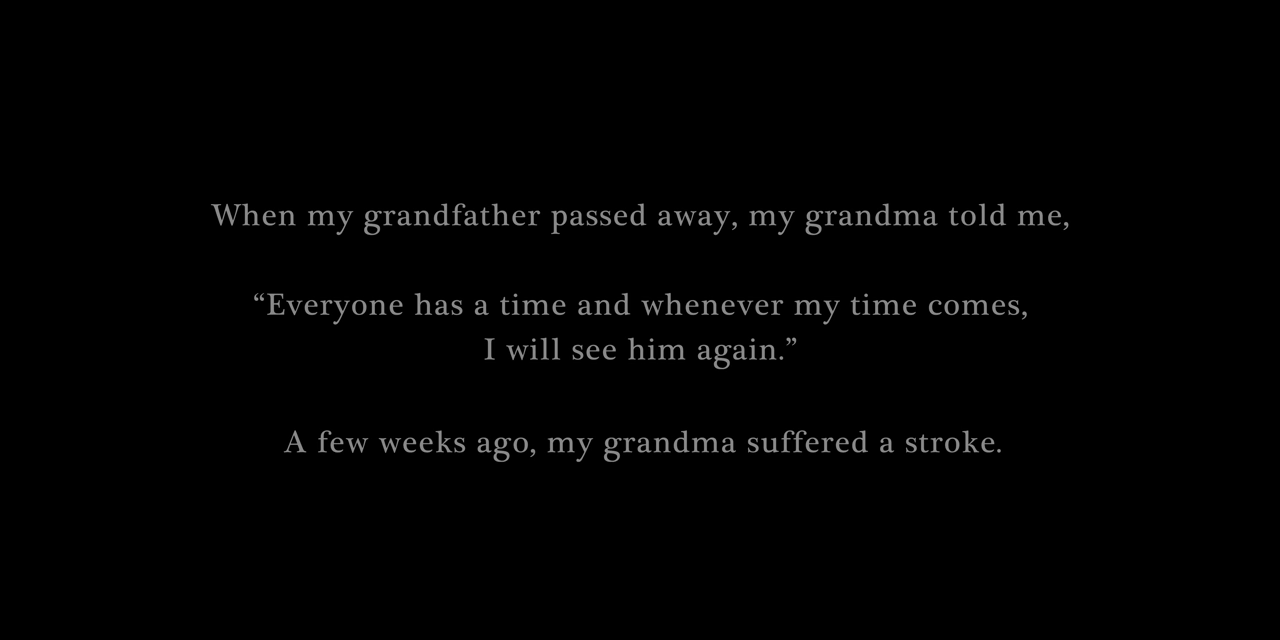 When my grandfather passed away, my grandma told me,
“Everyone has a time and whenever my time comes,
I will see him again.”
A few weeks ago, my grandma suffered a stroke.